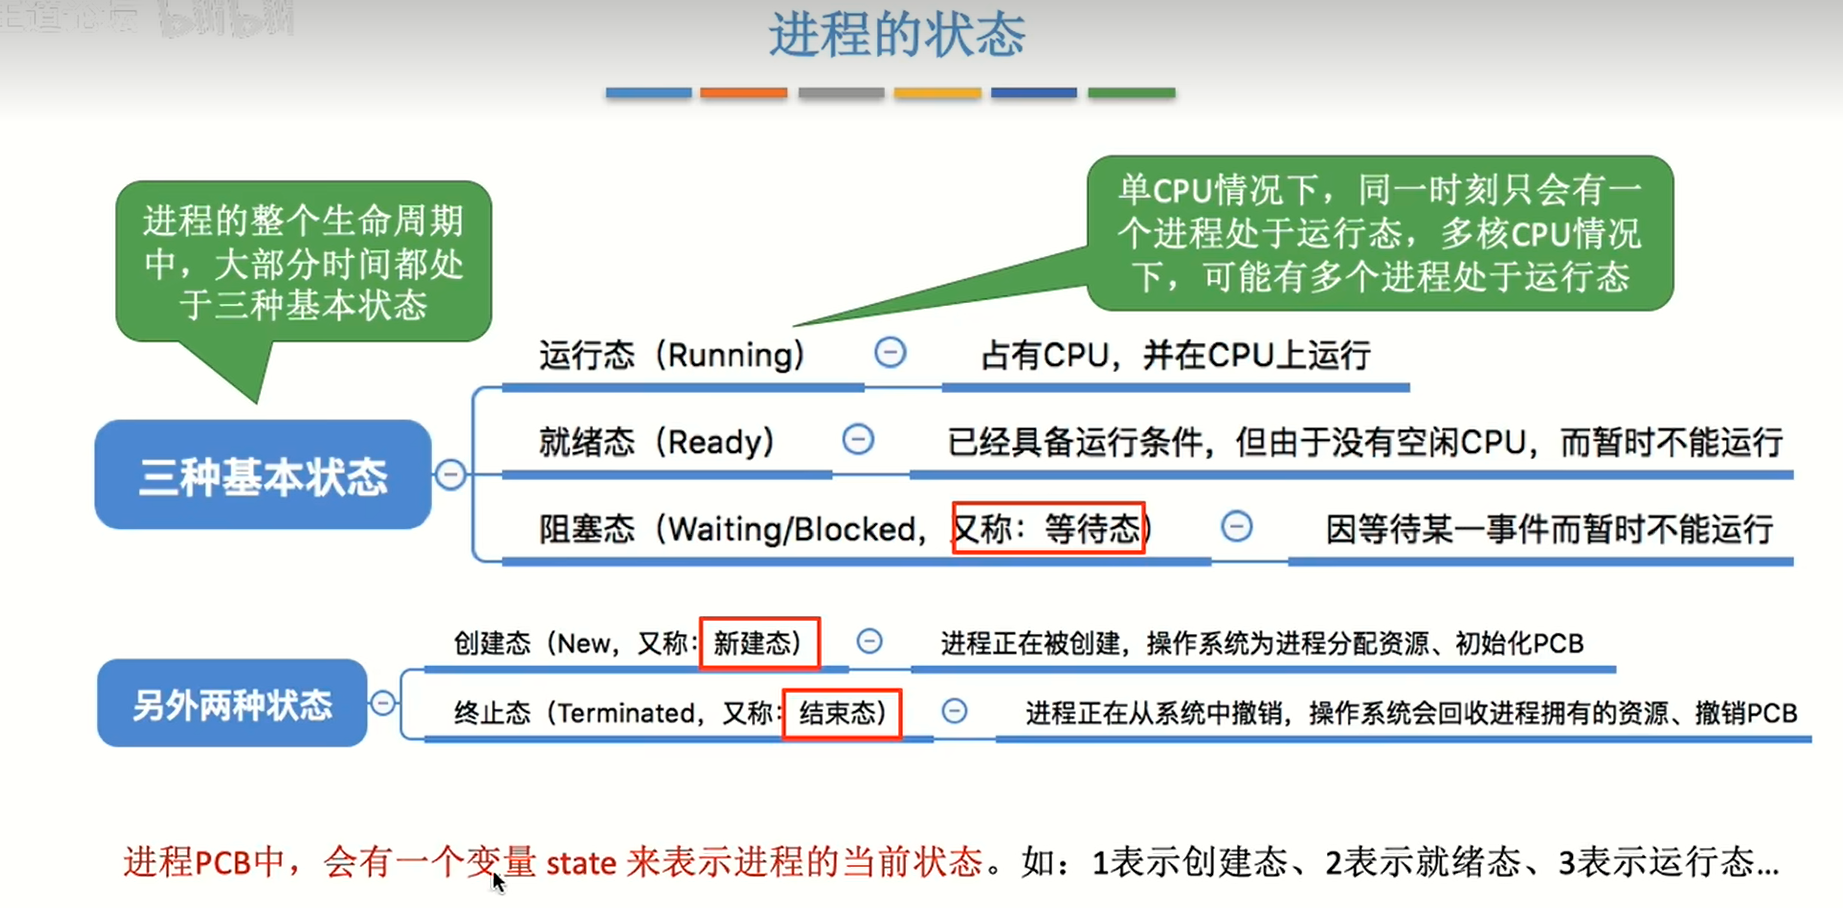 王道论坛 bilibili
进程的状态
进程的整个生命周期
中，大部分时间都处
于三种基本状态
单CPU情况下，同一时刻只会有一
个进程处于运行态，多核CPU情况
下，可能有多个进程处于运行态
三种基本状态
运行态（Running） 占有CPU，并在CPU上运行
就绪态（Ready） 已经具备运行条件，但由于没有空闲CPU，而暂时不能运行
阻塞态（Waiting/Blocked，又称：等待态） 因等待某一事件而暂时不能运行
另外两种状态
创建态（New，又称：新建态） 进程正在被创建，操作系统为进程分配资源、初始化PCB
终止态（Terminated，又称：结束态） 进程正在从系统中撤销，操作系统会回收进程拥有的资源、撤销PCB
进程PCB中，会有一个变量 state 来表示进程的当前状态。如：1表示创建态、2表示就绪态、3表示运行态...